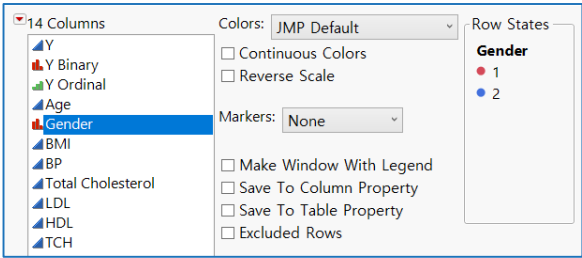 14 Columns
Y
Y Binary
Y Ordinal
Age
Gender
BMI
BP
Total Cholesterol
LDL
HDL
TCH
Colors: JMP Default
Continuous Colors
Reverse Scale
Markers: None
Make Window With Legend
Save To Column Property
Save To Table Property
Excluded Rows
Row States
Gender
1
2